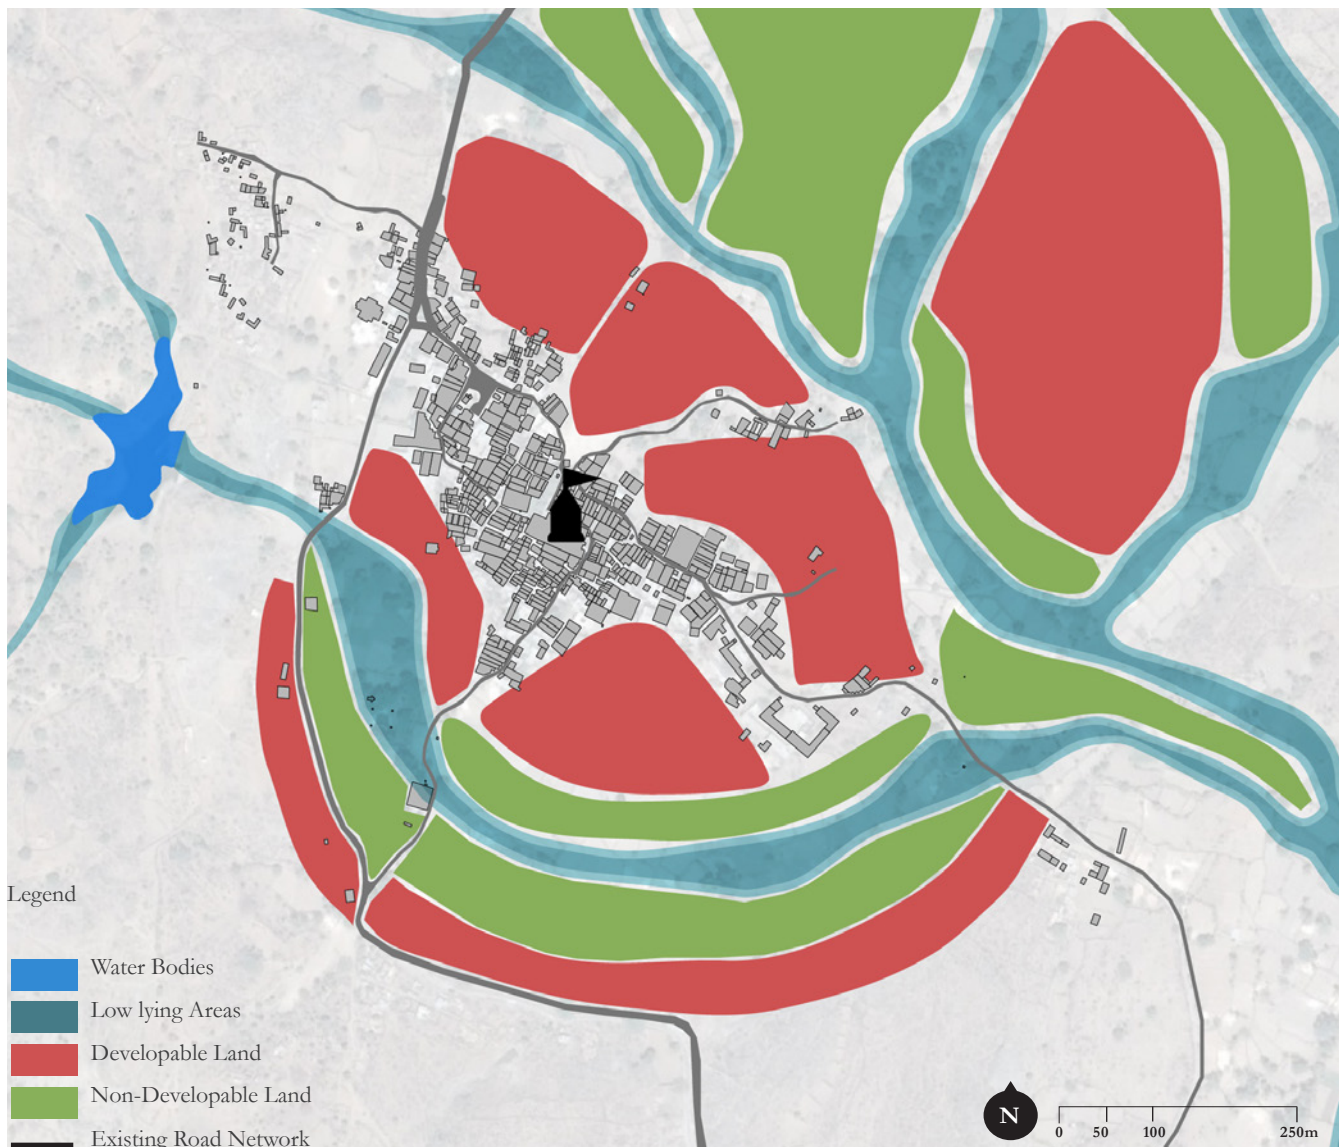 Legend
Water Bodies
Low lying Areas
Developable Land
Non-Developable Land
Existing Road Network
N
0 50 100 250m